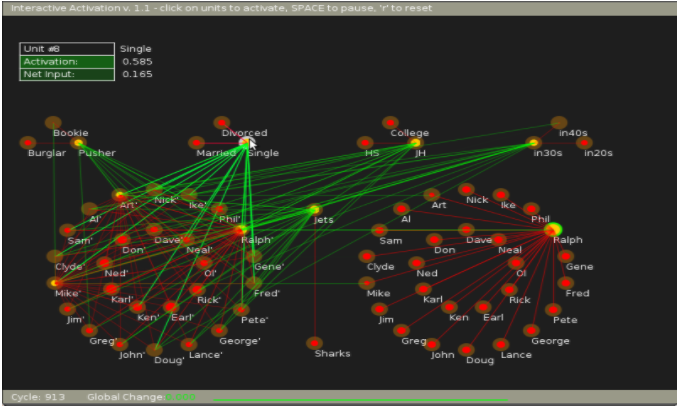 Interactive Activation v. 1.1 - click on units to activate, SPACE to pause, 'r' to reset
Unit #8 Single
Activation: 0.585
Net Input: 0.165
Bookie Divorced College in40s
Burglar Pusher Married Single HS JH in30s in20s
Art' Nick' Ike' Art Nick Ike
Al' Phil' Jets Al Phil
Sam' Don' Dave' Neal' Ralph' Sam Don Dave Neal Ralph
Clyde' Ned' Ol' Gene' Clyde Ned Ol Gene
Mike' Karl' Rick' Fred' Mike Karl Rick Fred
Jim' Ken' Earl' Pete' Jim Ken Earl Pete
Greg' George' Greg George
John' Doug' Lance' Sharks John Doug Lance
Cycle: 913 Global Change: